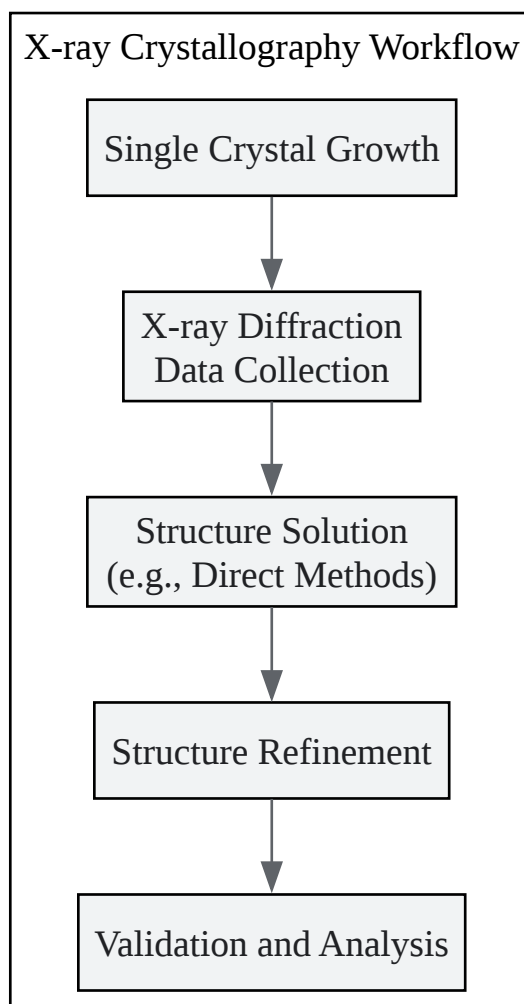 X-ray Crystallography Workflow
Single Crystal Growth
X-ray Diffraction
Data Collection
Structure Solution
(e.g., Direct Methods)
Structure Refinement
Validation and Analysis